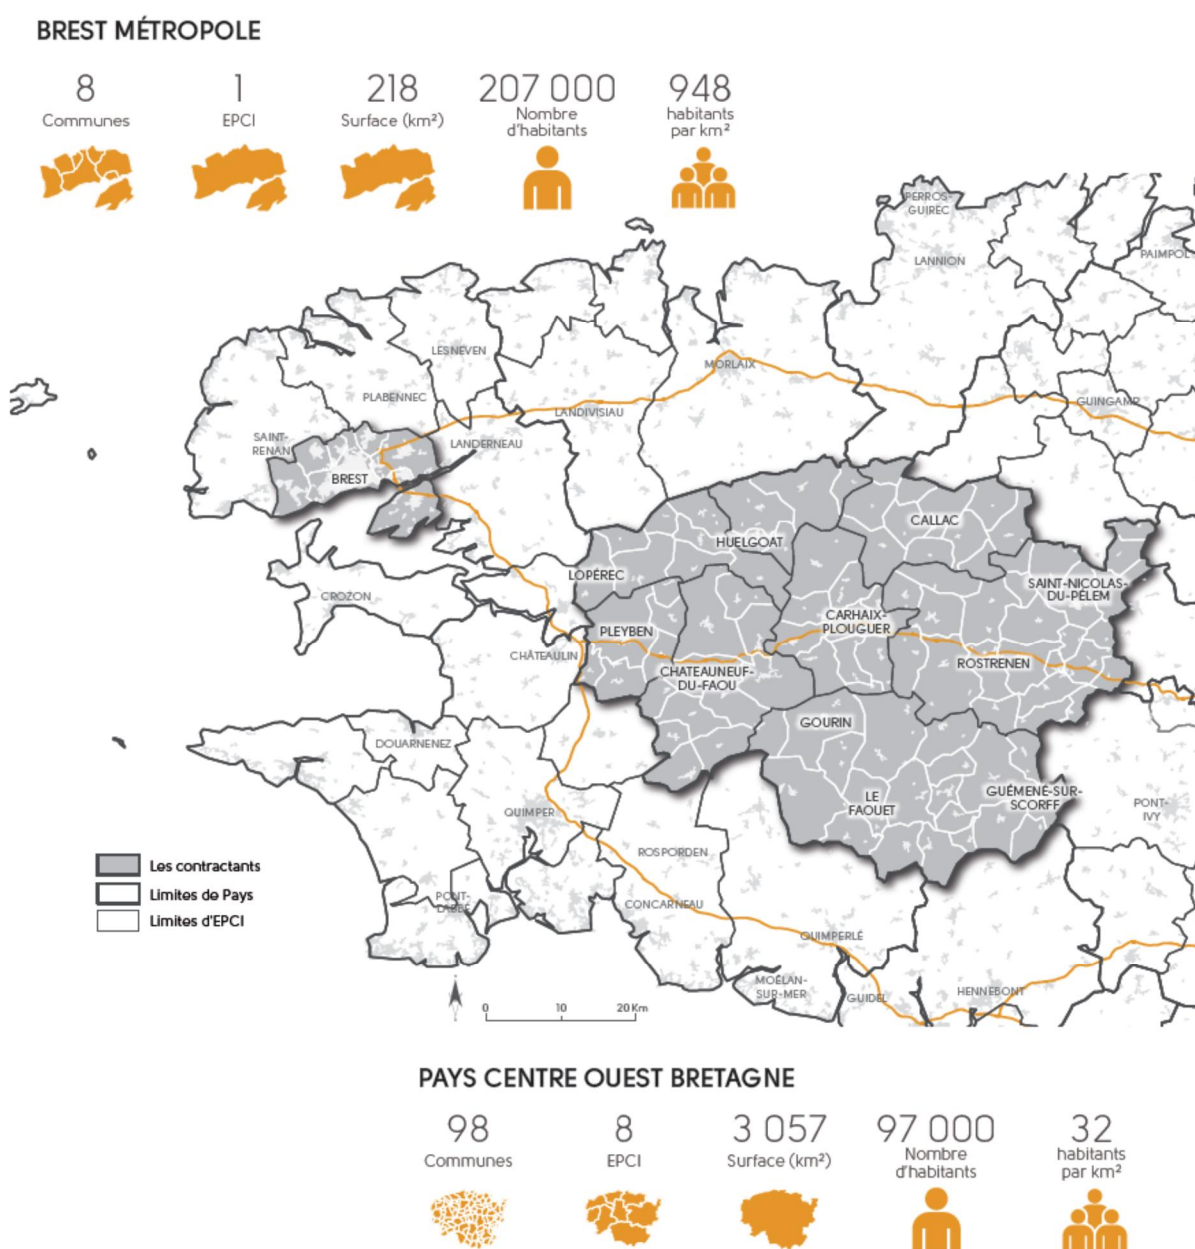 BREST MÉTROPOLE
8
Communes
1
EPCI
218
Surface (km²)
207 000
Nombre
d'habitants
948
habitants
par km²
PERROS-
GUIREC
LANNION
PAIMPOL
LESNEVEN
MORLAIX
PLABENNEC
LANDIVISIAU
GUINGAMP
SAINT-
RENAN
LANDERNEAU
BREST
CALLAC
HUELGOAT
LOPÉREC
SAINT-NICOLAS-
DU-PÉLEM
CROZON
CARHAIX-
PLOUGUER
PLEYBEN
CHÂTEAULIN
ROSTRENEN
CHATEAUNEUF-
DU-FAOU
GOURIN
DOUARNENEZ
GUÉMENÉ-SUR-
SCORFF
LE
FAOUET
PONT-
IVY
QUIMPER
ROSPORDEN
Les contractants
Limites de Pays
Limites d'EPCI
PONT-
L'ABBÉ
CONCARNEAU
QUIMPERLÉ
MOËLAN-
SUR-MER
GUIDEL
HENNEBONT
0 10 20 Km
PAYS CENTRE OUEST BRETAGNE
98
Communes
8
EPCI
3 057
Surface (km²)
97 000
Nombre
d'habitants
32
habitants
par km²